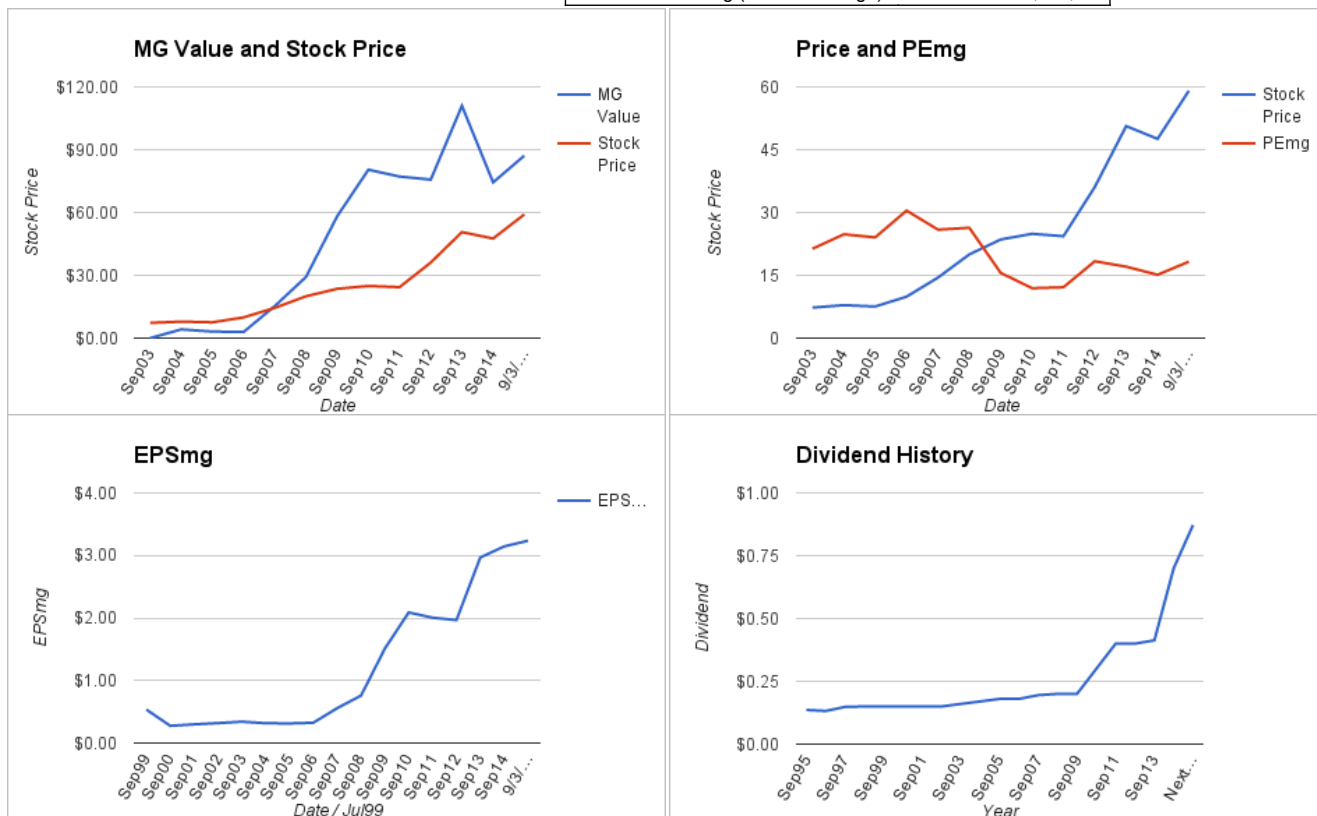 MG Value and Stock Price
$120.00
$90.00
$60.00
$30.00
$0.00
Stock Price
Sep03
Sep04
Sep05
Sep06
Sep07
Sep08
Sep09
Sep10
Sep11
Sep12
Sep13
Sep14
9/3/...
Date
MG
Value
Stock
Price
Price and PEmg
60
45
30
15
0
Stock Price
Sep03
Sep04
Sep05
Sep06
Sep07
Sep08
Sep09
Sep10
Sep11
Sep12
Sep13
Sep14
9/3/...
Date
Stock
Price
PEmg
EPSmg
$4.00
$3.00
$2.00
$1.00
$0.00
EPSmg
Sep99
Sep00
Sep01
Sep02
Sep03
Sep04
Sep05
Sep06
Sep07
Sep08
Sep09
Sep10
Sep11
Sep12
Sep13
Sep14
9/3/...
Date / Jul99
EPS...
Dividend History
$1.00
$0.75
$0.50
$0.25
$0.00
Dividend
Sep95
Sep97
Sep99
Sep01
Sep03
Sep05
Sep07
Sep09
Sep11
Sep13
Next...
Year